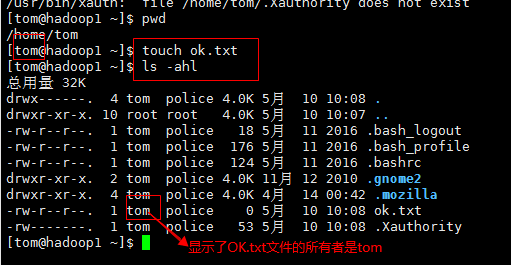 /usr/bin/xauth:  file /home/tom/.Xauthority does not exist
[tom@hadoop1 ~]$ pwd
/home/tom
[tom@hadoop1 ~]$ touch ok.txt
[tom@hadoop1 ~]$ ls -ahl
总用量 32K
drwx------.  4 tom  police 4.0K 5月  10 10:08 .
drwxr-xr-x. 10 root root   4.0K 5月  10 10:07 ..
-rw-r--r--.  1 tom  police   18 5月  11 2016 .bash_logout
-rw-r--r--.  1 tom  police  176 5月  11 2016 .bash_profile
-rw-r--r--.  1 tom  police  124 5月  11 2016 .bashrc
drwxr-xr-x.  2 tom  police 4.0K 11月 12 2010 .gnome2
drwxr-xr-x.  4 tom  police 4.0K 4月  14 00:42 .mozilla
-rw-r--r--.  1 tom  police    0 5月  10 10:08 ok.txt
-rw-------.  1 tom  police   53 5月  10 10:08 .Xauthority
[tom@hadoop1 ~]$
显示了OK.txt文件的所有者是tom